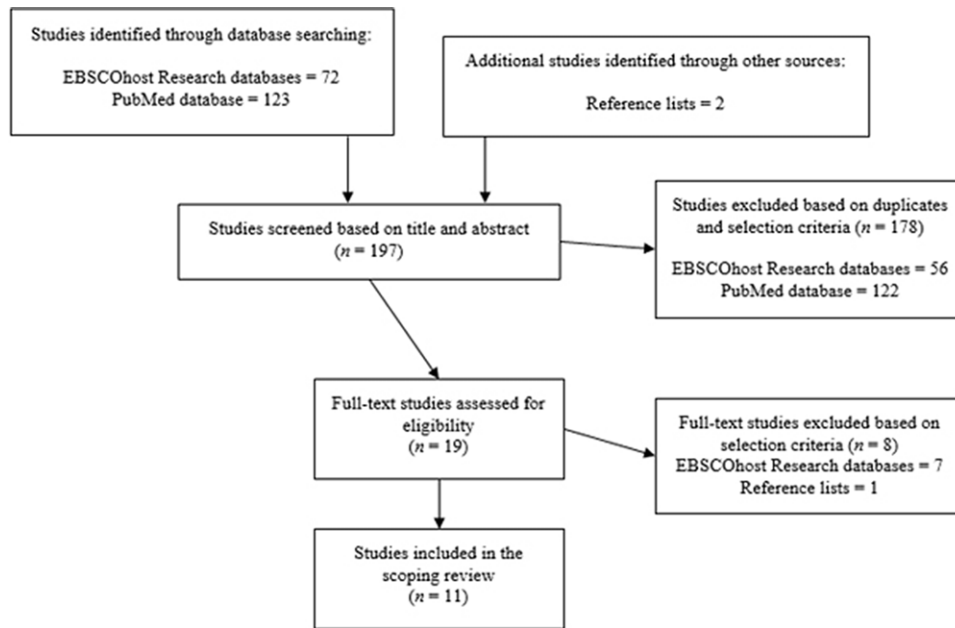 Studies identified through database searching:
EBSCOhost Research databases = 72
PubMed database = 123
Additional studies identified through other sources:
Reference lists = 2
Studies screened based on title and abstract
(n = 197)
Studies excluded based on duplicates
and selection criteria (n = 178)
EBSCOhost Research databases = 56
PubMed database = 122
Full-text studies assessed for
eligibility
(n = 19)
Full-text studies excluded based on
selection criteria (n = 8)
EBSCOhost Research databases = 7
Reference lists = 1
Studies included in the
scoping review
(n = 11)